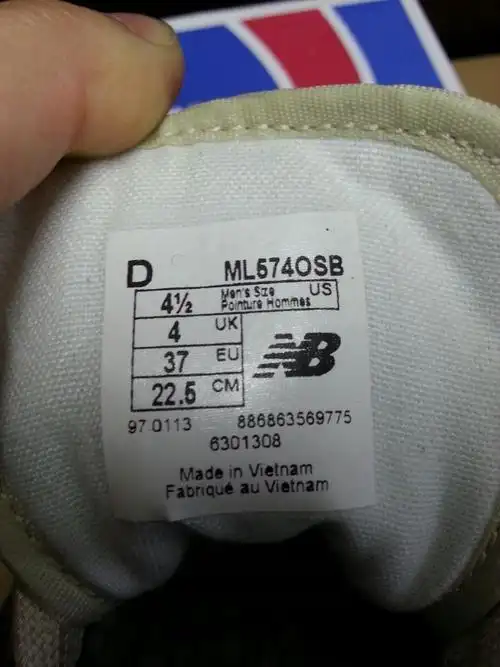 D ML574OSB
4½ Men's Size Pointure Hommes US
4 UK
37 EU
22.5 CM
NB
97 0113 886863569775
6301308
Made in Vietnam
Fabriqué au Vietnam